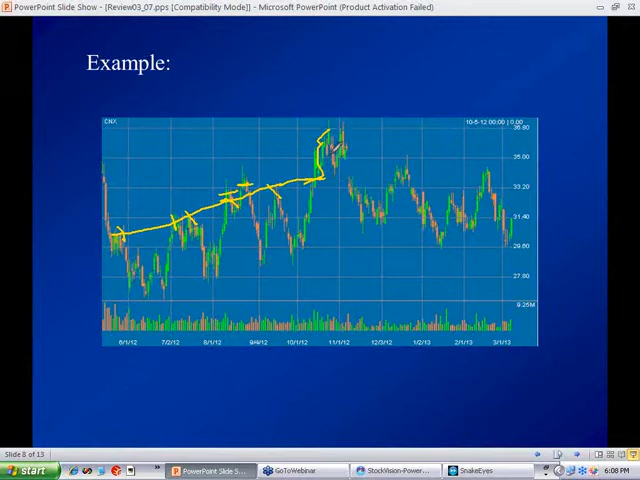 PowerPoint Slide Show - [Review03_07.pps [Compatibility Mode]] - Microsoft PowerPoint (Product Activation Failed)
Example:
CNX
10-5-12 00:00 | 0.00
36.80
35.00
33.20
31.40
29.60
27.80
9.25M
6/1/12 7/2/12 8/1/12 9/4/12 10/1/12 11/1/12 12/3/12 1/2/13 2/1/13 3/1/13
Slide 8 of 13
start
PowerPoint Slide S...
GoToWebinar
StockVision-Power...
SnakeEyes
6:08 PM